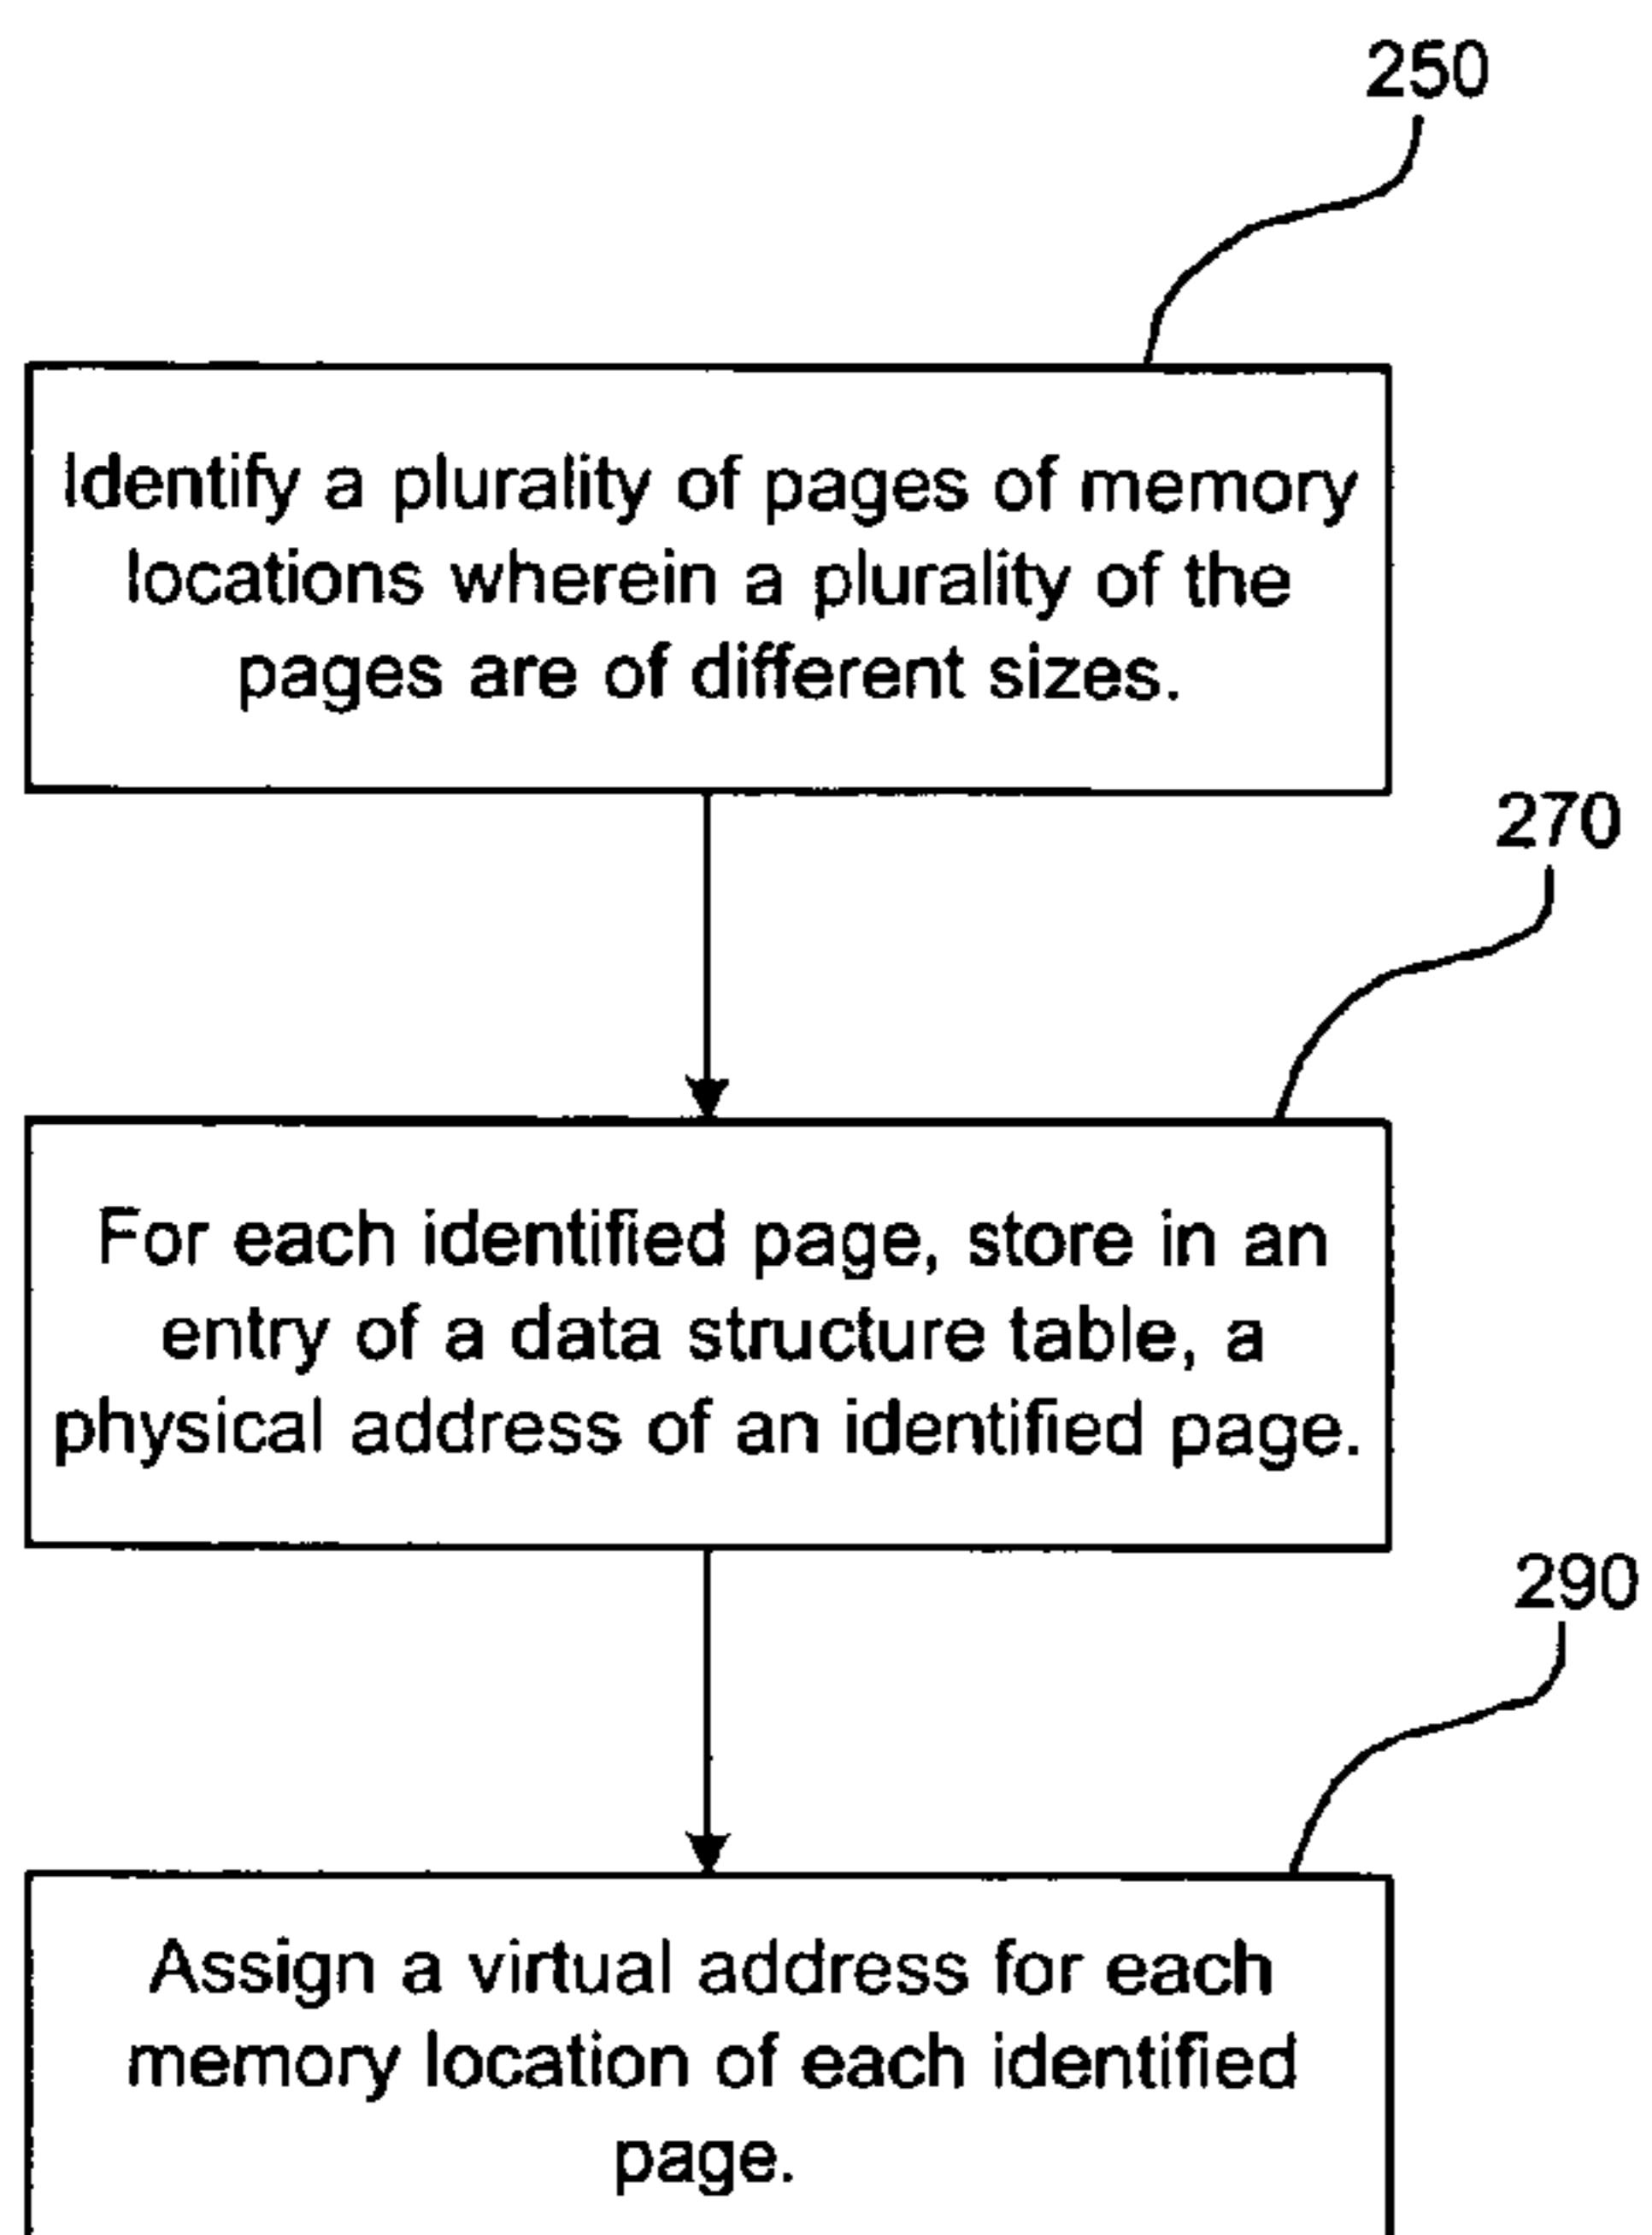 250
Identify a plurality of pages of memory
locations wherein a plurality of the
pages are of different sizes.
270
For each identified page, store in an
entry of a data structure table, a
physical address of an identified page.
290
Assign a virtual address for each
memory location of each identified
page.